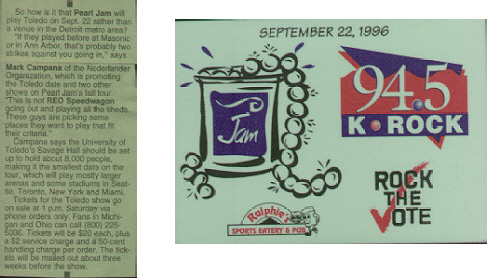 So how is it that Pearl Jam will
play Toledo on Sept. 22 rather than
a venue in the Detroit metro area?
"If they played before at Masonic
or in Ann Arbor, that's probably two
strikes against you going in," says
Mark Campana of the Nederlander
Organization, which is promoting
the Toledo date and two other
shows on Pearl Jam's fall tour.
"This is not REO Speedwagon
going out and playing all the sheds.
These guys are picking some
places they want to play that fit
their criteria."
Campana says the University of
Toledo's Savage Hall should be set
up to hold about 8,000 people,
making it the smallest date on the
tour, which will play mostly larger
arenas and some stadiums in Seat-
tle, Toronto, New York and Miami.
Tickets for the Toledo show go
on sale at 1 p.m. Saturday via
phone orders only. Fans in Michi-
gan and Ohio can call (800) 225-
5036. Tickets will be $20 each, plus
a $2 service charge and a 50-cent
handling charge per order. The tick-
ets will be mailed out about three
weeks before the show.
SEPTEMBER 22, 1996
P
Jam
94.5
K•ROCK
ROCK
THE
VOTE
Ralphie's
SPORTS EATERY & PUB